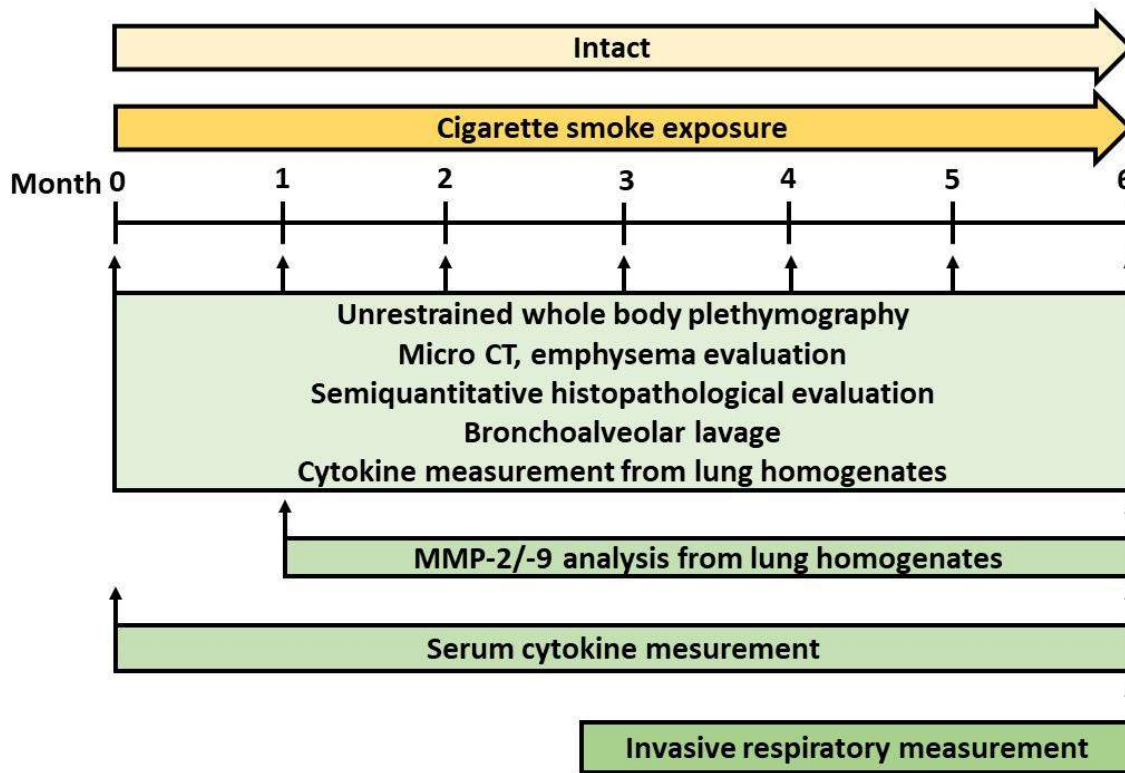 Intact
Cigarette smoke exposure
Month 0 1 2 3 4 5 6
Unrestrained whole body plethymography
Micro CT, emphysema evaluation
Semiquantitative histopathological evaluation
Bronchoalveolar lavage
Cytokine measurement from lung homogenates
MMP-2/-9 analysis from lung homogenates
Serum cytokine mesurement
Invasive respiratory measurement